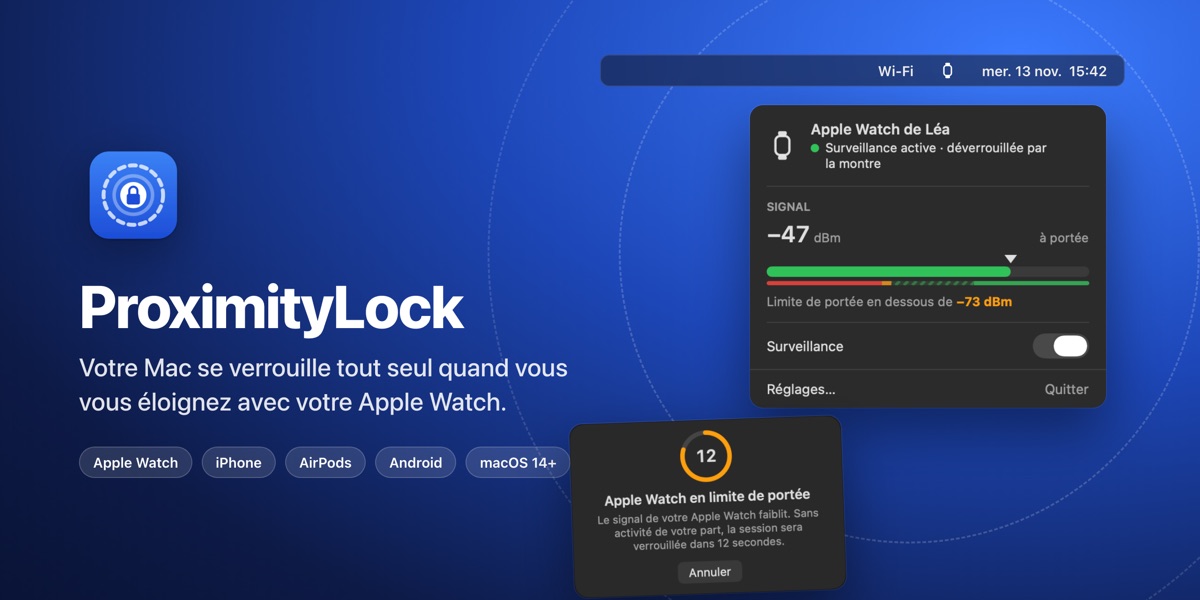 Wi-Fi mer. 13 nov. 15:42
Apple Watch de Léa
Surveillance active · déverrouillée par
la montre
SIGNAL
−47 dBm
à portée
Limite de portée en dessous de −73 dBm
Surveillance
Réglages...
Quitter
ProximityLock
Votre Mac se verrouille tout seul quand vous
vous éloignez avec votre Apple Watch.
Apple Watch
iPhone
AirPods
Android
macOS 14+
12
Apple Watch en limite de portée
Le signal de votre Apple Watch faiblit. Sans
activité de votre part, la session sera
verrouillée dans 12 secondes.
Annuler